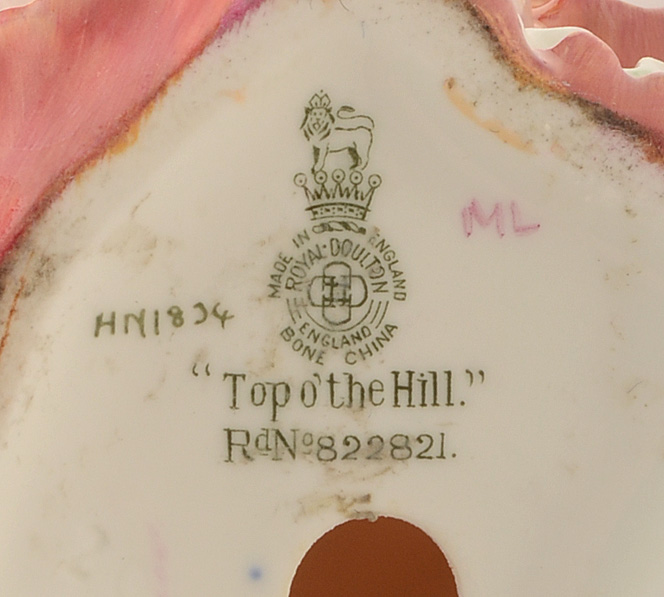 MADE IN ENGLAND
ROYAL·DOULTON
ENGLAND
BONE CHINA
ML
HN1834
“Top o'the Hill.”
RdNo822821.